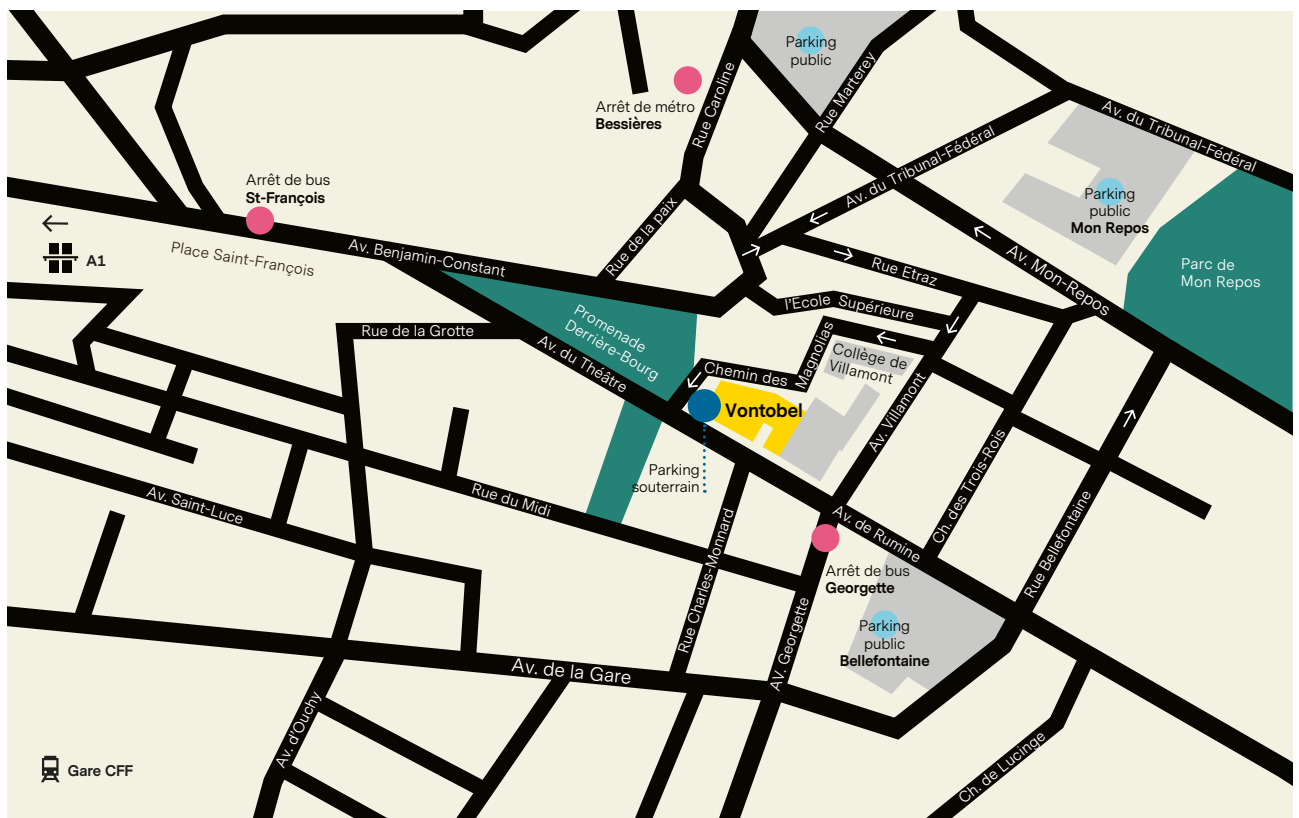 Parking
public
Arrêt de métro
Bessières
Rue Caroline
Rue Marterey
Av. du Tribunal-Fédéral
Av. du Tribunal-Fédéral
Arrêt de bus
St-François
Parking
public
Mon Repos
Rue de la paix
Place Saint-François
A1
Av. Benjamin-Constant
Rue Etraz
Av. Mon-Repos
Parc de
Mon Repos
l'Ecole Supérieure
Promenade
Derrière-Bourg
Rue de la Grotte
Av. du Théâtre
Chemin des
Magnolias
Collège de
Villamont
Vontobel
Av. Villamont
Parking
souterrain
Ch. des Trois-Rois
Rue Bellefontaine
Av. Saint-Luce
Rue du Midi
Av. de Rumine
Rue Charles-Monnard
Arrêt de bus
Georgette
AV. Georgette
Parking
public
Bellefontaine
Av. de la Gare
Av. d'Ouchy
Gare CFF
Ch. de Lucinge